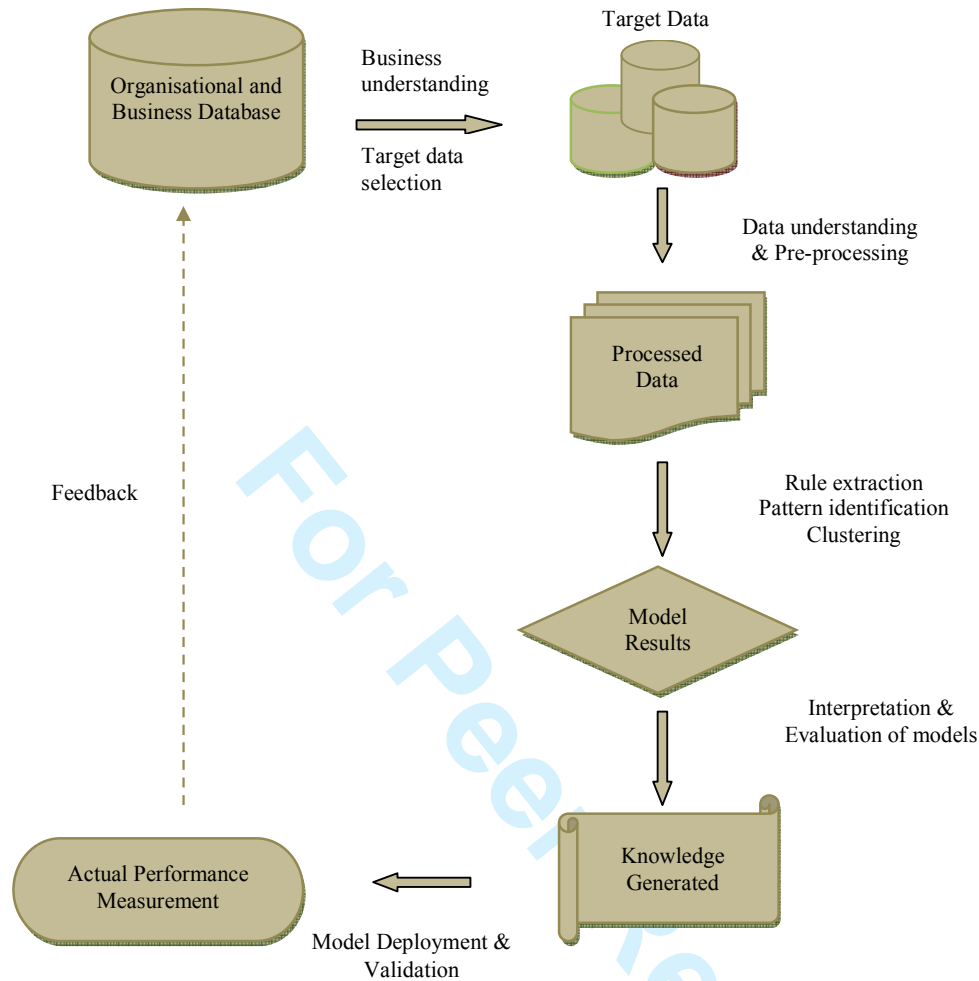 Target Data
Organisational and
Business Database
Business
understanding
Target data
selection
Data understanding
& Pre-processing
Processed
Data
Feedback
Rule extraction
Pattern identification
Clustering
Model
Results
Interpretation &
Evaluation of models
Knowledge
Generated
Actual Performance
Measurement
Model Deployment &
Validation
For Peer Re